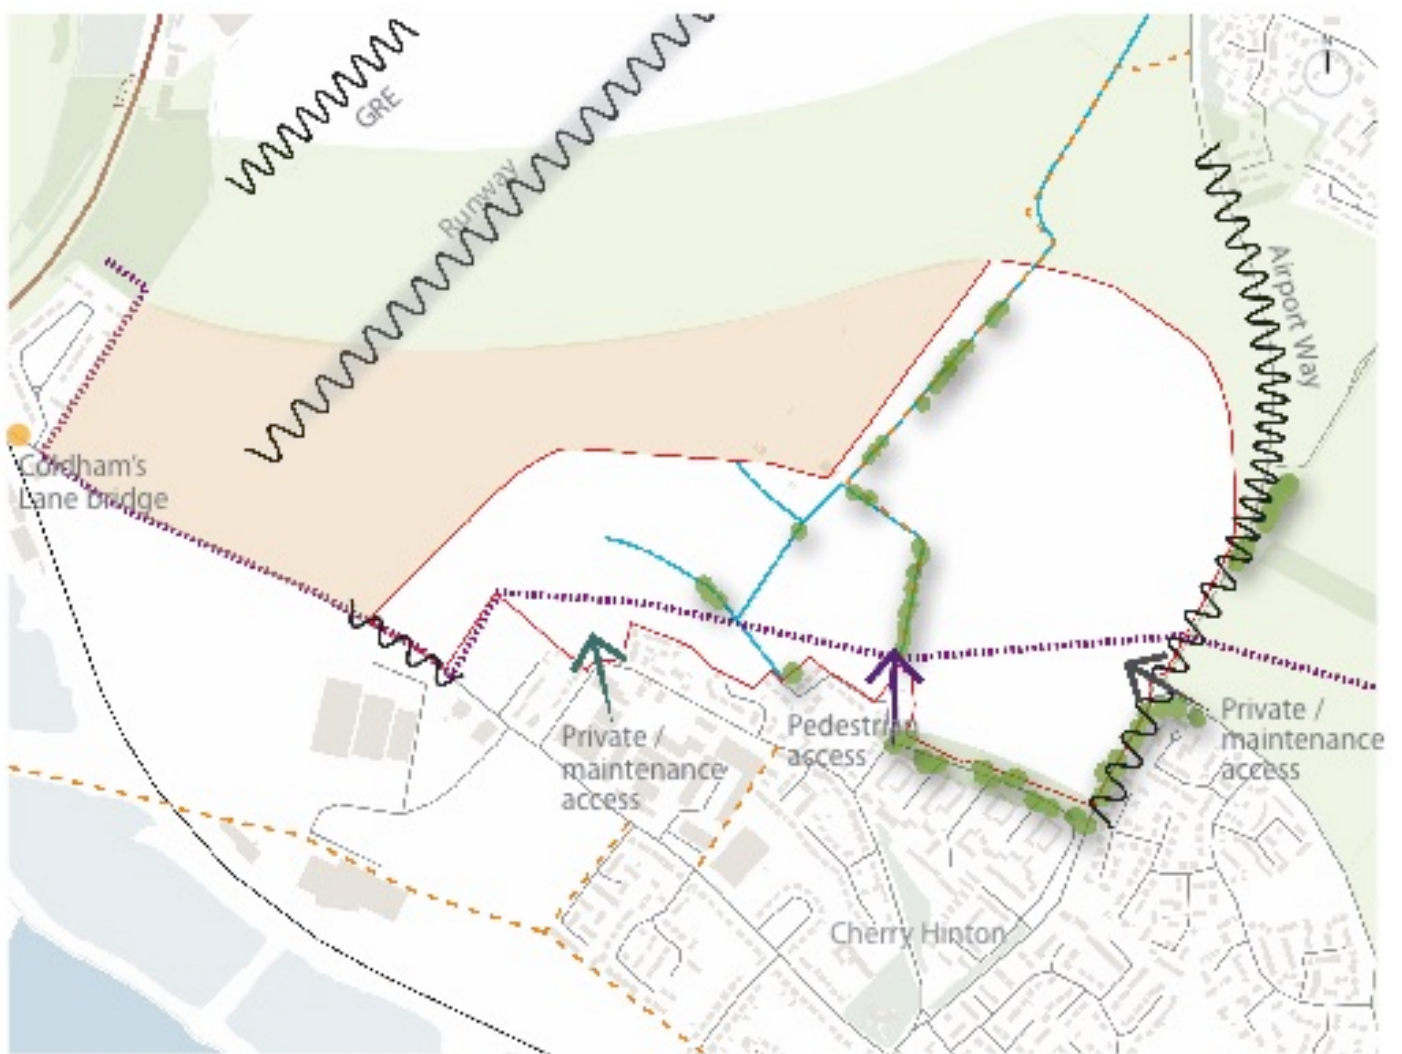 GRE
Runway
Airport Way
Coldham's
Lane bridge
Private /
maintenance
access
Pedestrian
access
Private /
maintenance
access
Cherry Hinton
N